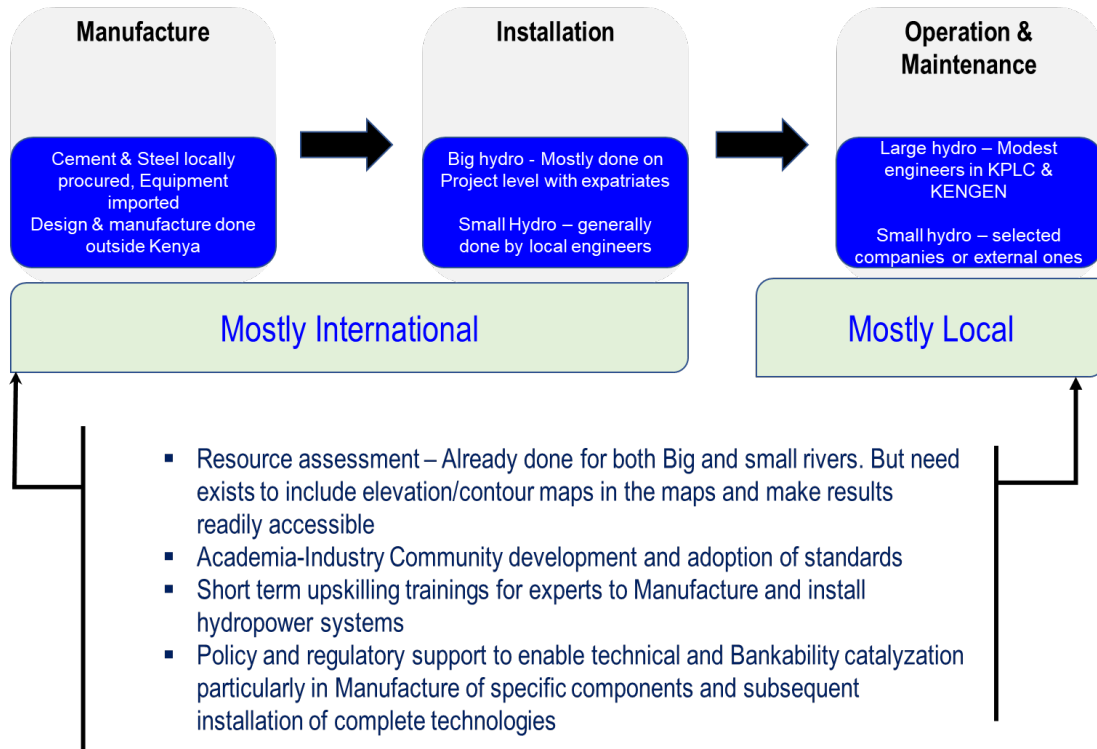 Manufacture
Installation
Operation &
Maintenance
Cement & Steel locally
procured, Equipment
imported
Design & manufacture done
outside Kenya
Big hydro - Mostly done on
Project level with expatriates
Small Hydro – generally
done by local engineers
Large hydro – Modest
engineers in KPLC &
KENGEN
Small hydro – selected
companies or external ones
Mostly International
Mostly Local
▪ Resource assessment – Already done for both Big and small rivers. But need
exists to include elevation/contour maps in the maps and make results
readily accessible
▪ Academia-Industry Community development and adoption of standards
▪ Short term upskilling trainings for experts to Manufacture and install
hydropower systems
▪ Policy and regulatory support to enable technical and Bankability catalyzation
particularly in Manufacture of specific components and subsequent
installation of complete technologies